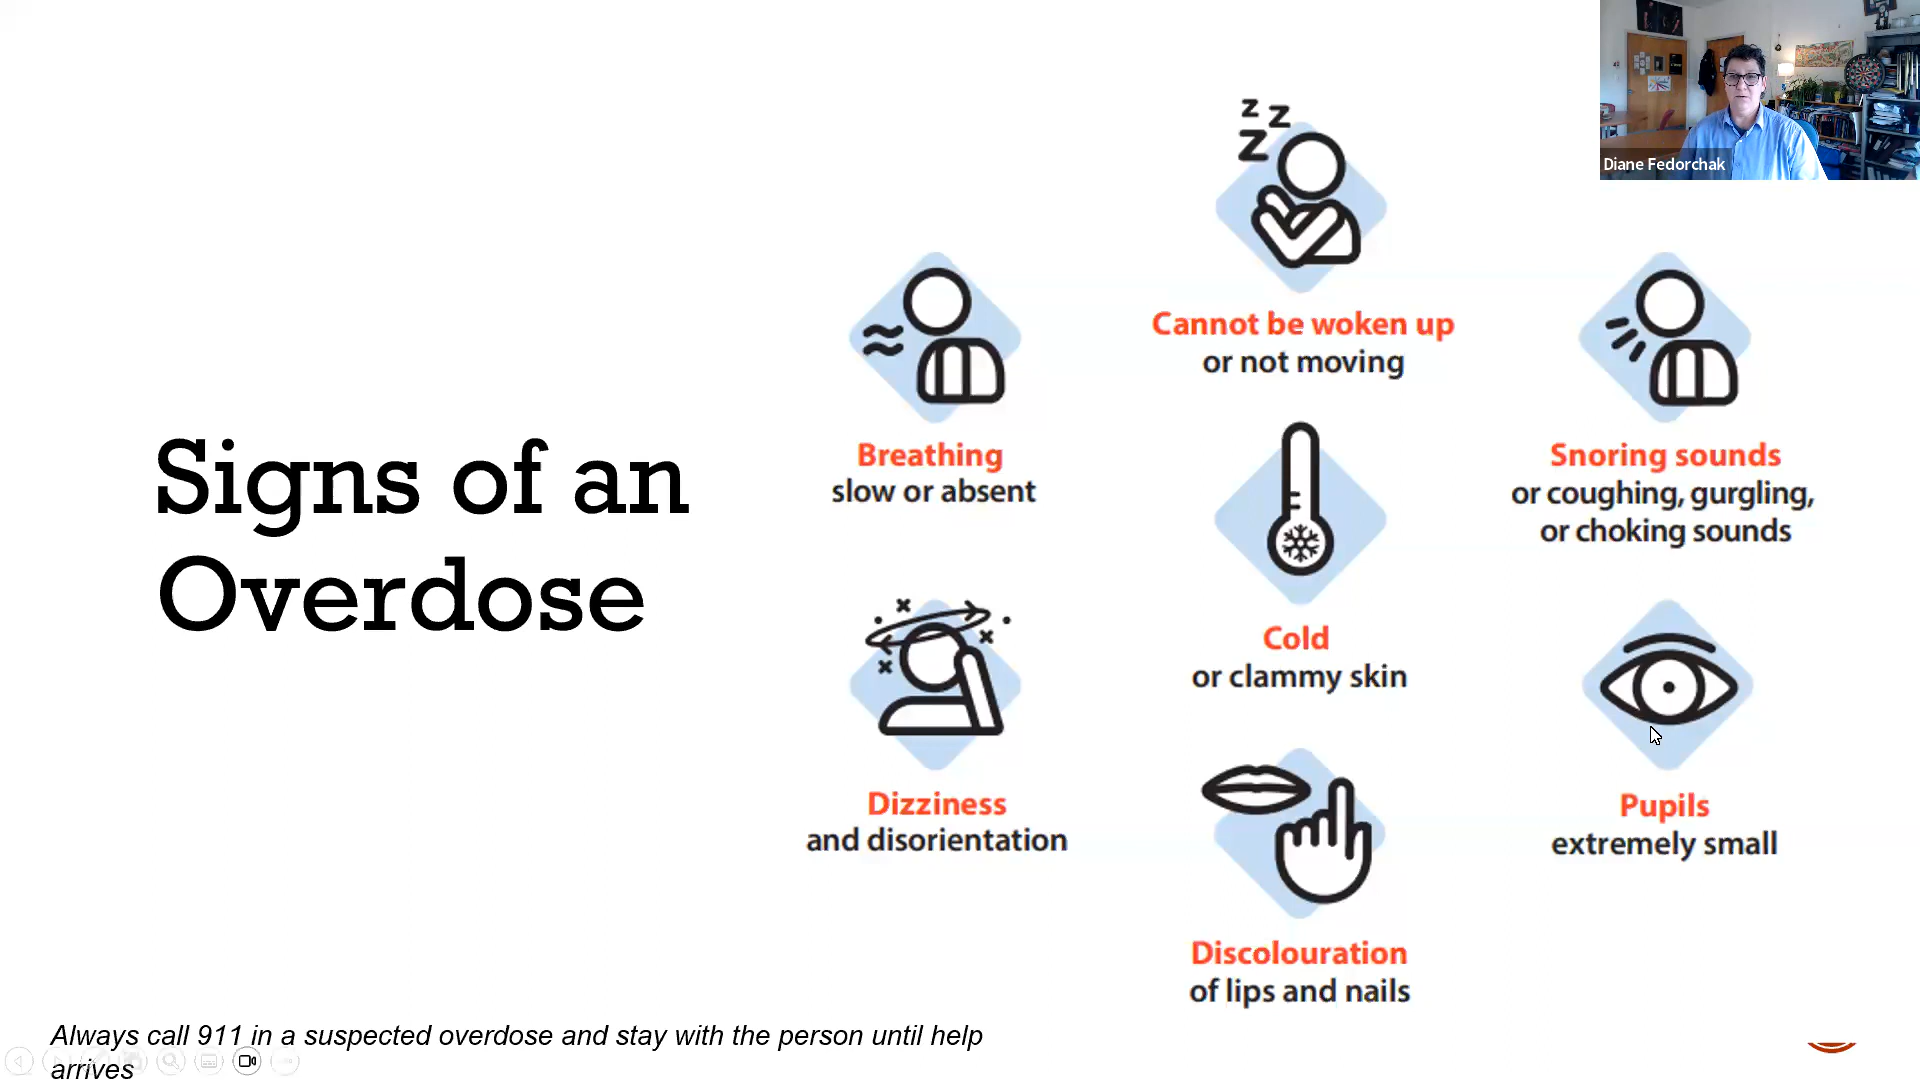 Signs of an
Overdose
z z
z
Cannot be woken up
or not moving
Breathing
slow or absent
Snoring sounds
or coughing, gurgling,
or choking sounds
Cold
or clammy skin
Dizziness
and disorientation
Pupils
extremely small
Discolouration
of lips and nails
Always call 911 in a suspected overdose and stay with the person until help
arrives
Diane Fedorchak